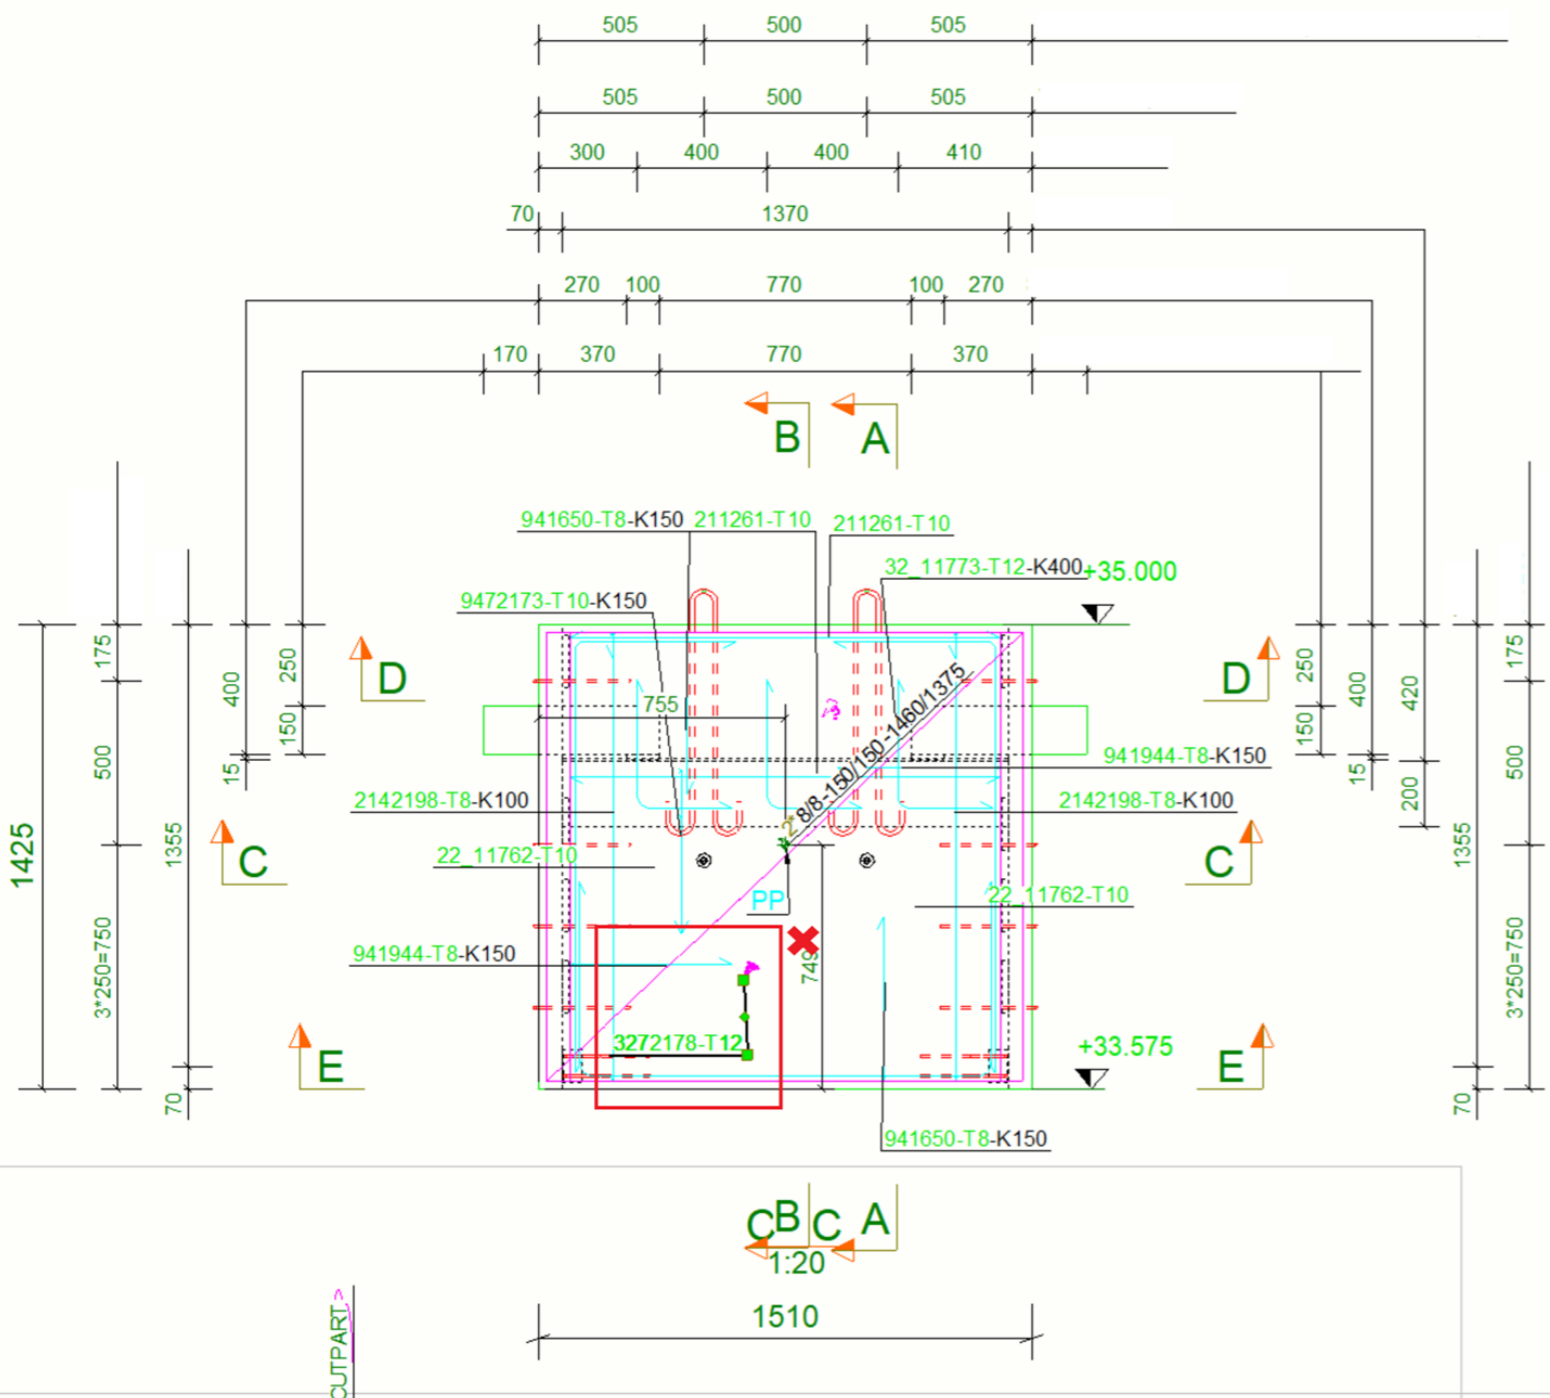 505 500 505
505 500 505
300 400 400 410
70 1370
270 100 770 100 270
170 370 770 370
B A
941650-T8-K150 211261-T10 211261-T10
32_11773-T12-K400 +35.000
9472173-T10-K150
175 400 250 150 15 500 1425 1355 3*250=750 70
D D
755
2*8/8-150/150-1460/1375
250 150 400 15 420 200 175 500 1355 3*250=750 70
941944-T8-K150
2142198-T8-K100 2142198-T8-K100
C C
22_11762-T10
PP 22_11762-T10
941944-T8-K150 749
3272178-T12 +33.575
E E
941650-T8-K150
C B C A
1:20
1510
CUTPART>